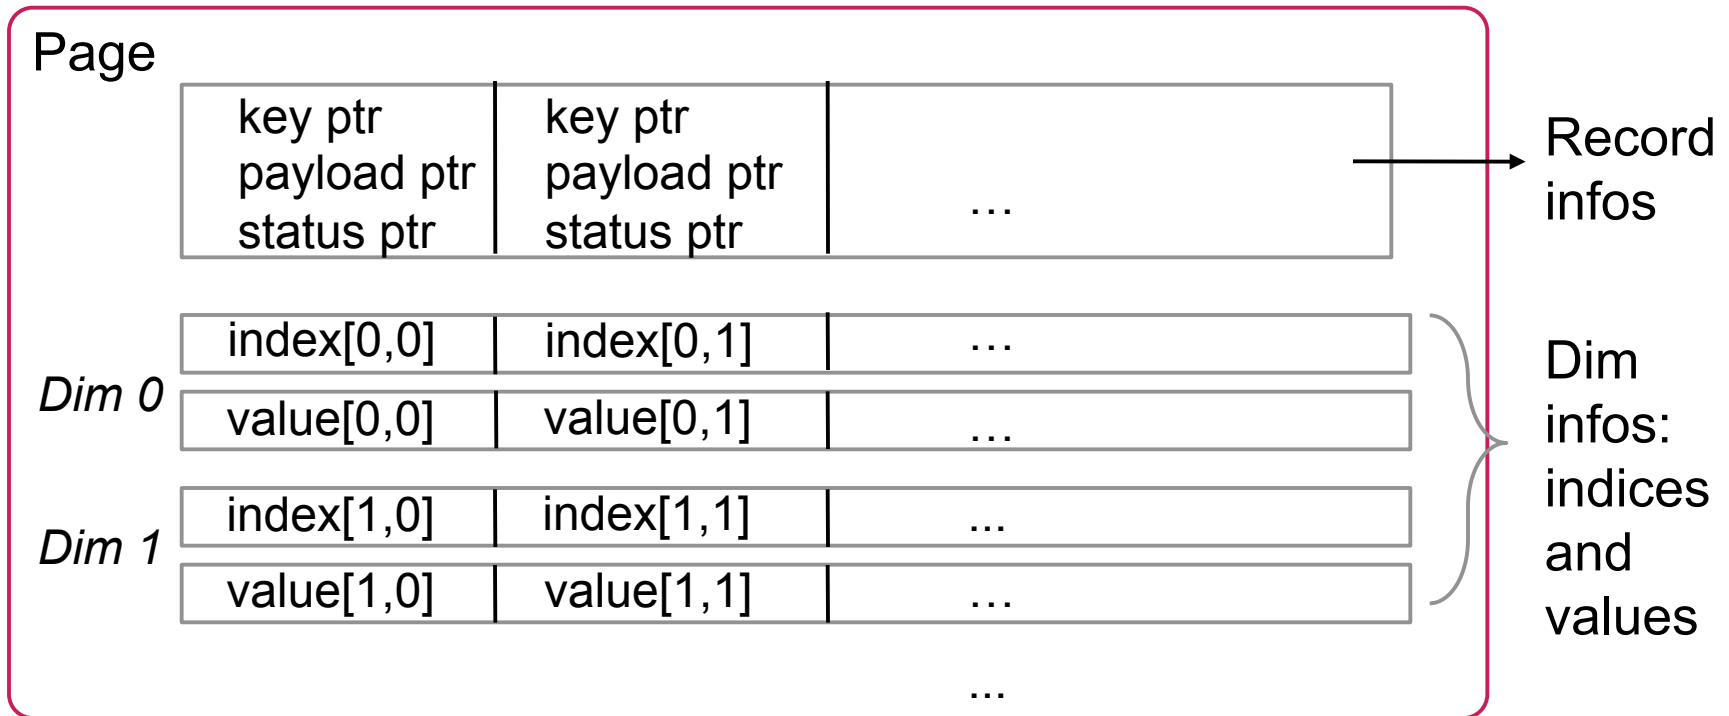 Page
key ptr
payload ptr
status ptr
key ptr
payload ptr
status ptr
…
Record
infos
Dim 0
index[0,0]
index[0,1]
…
value[0,0]
value[0,1]
…
Dim 1
index[1,0]
index[1,1]
...
value[1,0]
value[1,1]
…
...
Dim
infos:
indices
and
values